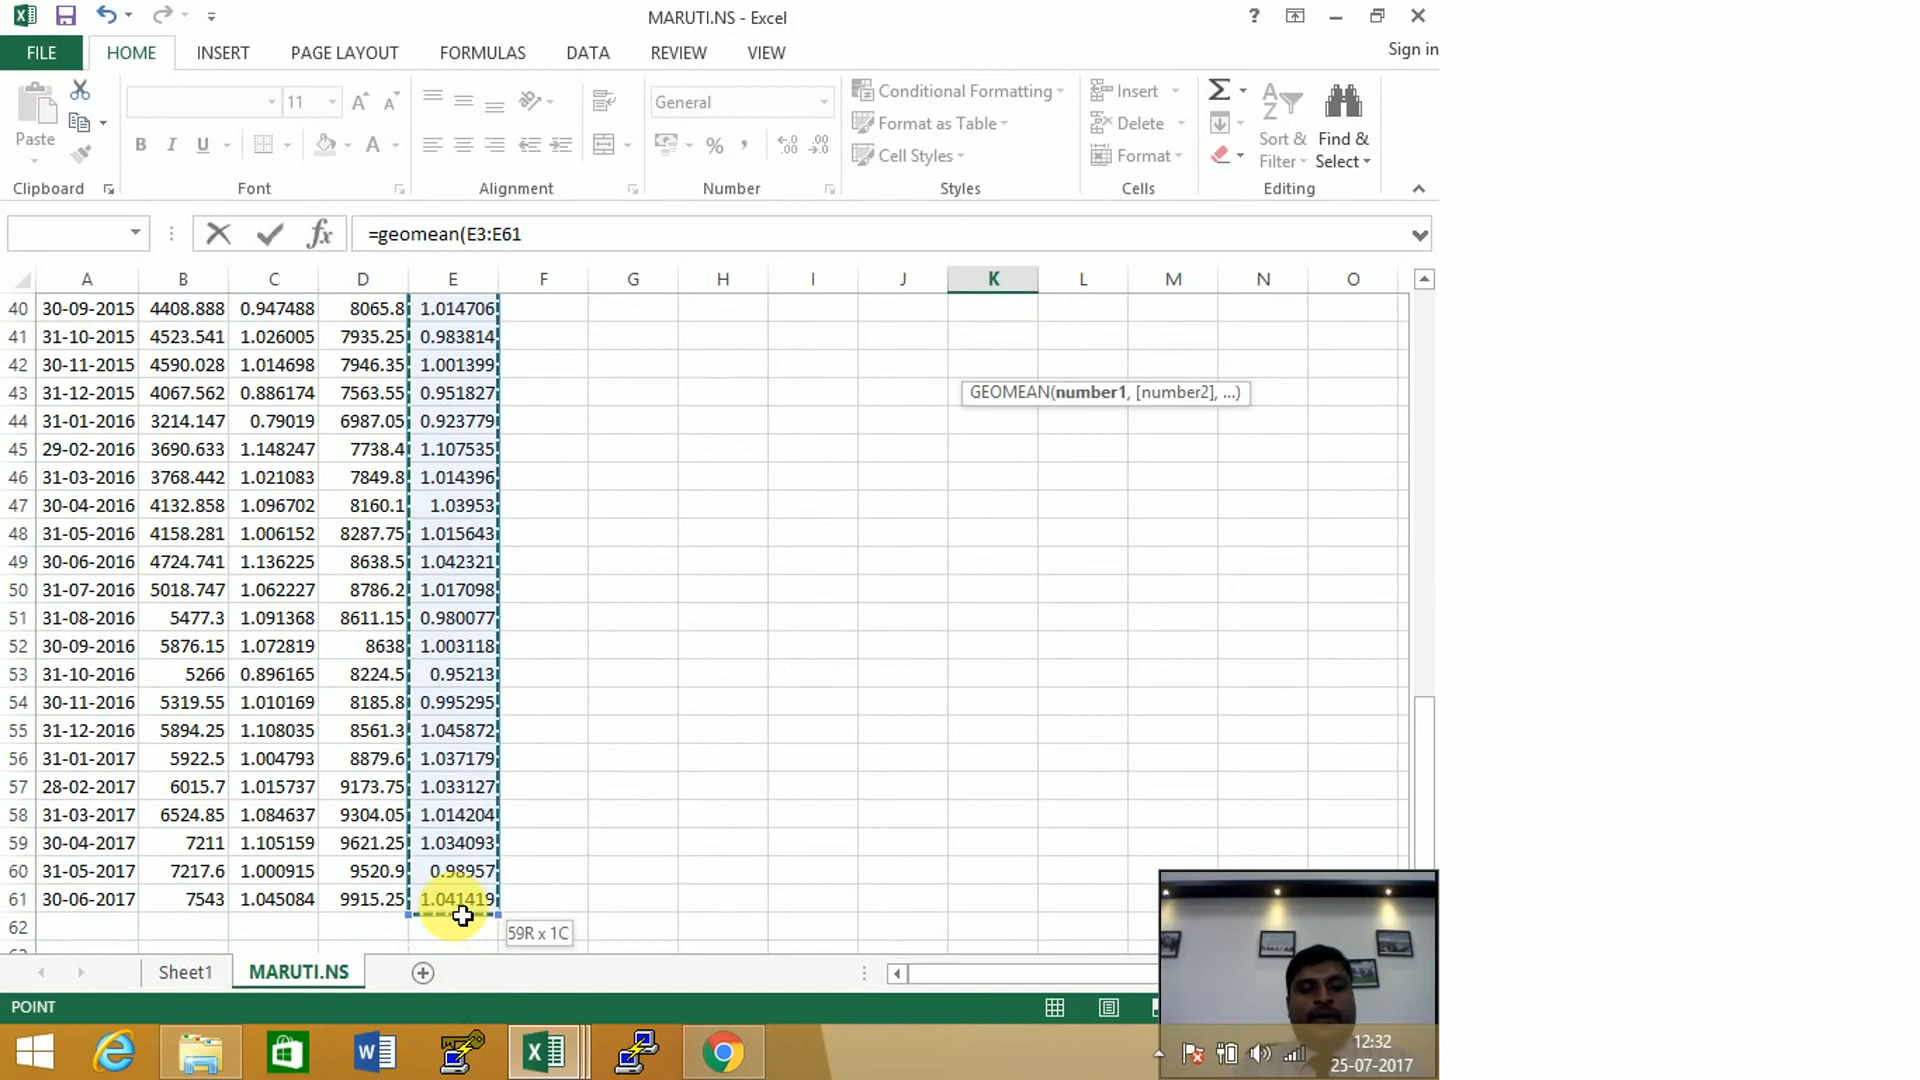 MARUTI.NS - Excel
FILE HOME INSERT PAGE LAYOUT FORMULAS DATA REVIEW VIEW Sign in
Paste
11
B I U A
General
%
Conditional Formatting
Format as Table
Cell Styles
Insert
Delete
Format
Sort & Filter
Find & Select
Clipboard Font Alignment Number Styles Cells Editing
fx =geomean(E3:E61
A B C D E F G H I J K L M N O
40 30-09-2015 4408.888 0.947488 8065.8 1.014706
41 31-10-2015 4523.541 1.026005 7935.25 0.983814
42 30-11-2015 4590.028 1.014698 7946.35 1.001399
43 31-12-2015 4067.562 0.886174 7563.55 0.951827
GEOMEAN(number1, [number2], ...)
44 31-01-2016 3214.147 0.79019 6987.05 0.923779
45 29-02-2016 3690.633 1.148247 7738.4 1.107535
46 31-03-2016 3768.442 1.021083 7849.8 1.014396
47 30-04-2016 4132.858 1.096702 8160.1 1.03953
48 31-05-2016 4158.281 1.006152 8287.75 1.015643
49 30-06-2016 4724.741 1.136225 8638.5 1.042321
50 31-07-2016 5018.747 1.062227 8786.2 1.017098
51 31-08-2016 5477.3 1.091368 8611.15 0.980077
52 30-09-2016 5876.15 1.072819 8638 1.003118
53 31-10-2016 5266 0.896165 8224.5 0.95213
54 30-11-2016 5319.55 1.010169 8185.8 0.995295
55 31-12-2016 5894.25 1.108035 8561.3 1.045872
56 31-01-2017 5922.5 1.004793 8879.6 1.037179
57 28-02-2017 6015.7 1.015737 9173.75 1.033127
58 31-03-2017 6524.85 1.084637 9304.05 1.014204
59 30-04-2017 7211 1.105159 9621.25 1.034093
60 31-05-2017 7217.6 1.000915 9520.9 0.98957
61 30-06-2017 7543 1.045084 9915.25 1.041419
62
59R x 1C
Sheet1 MARUTI.NS
POINT
12:32
25-07-2017